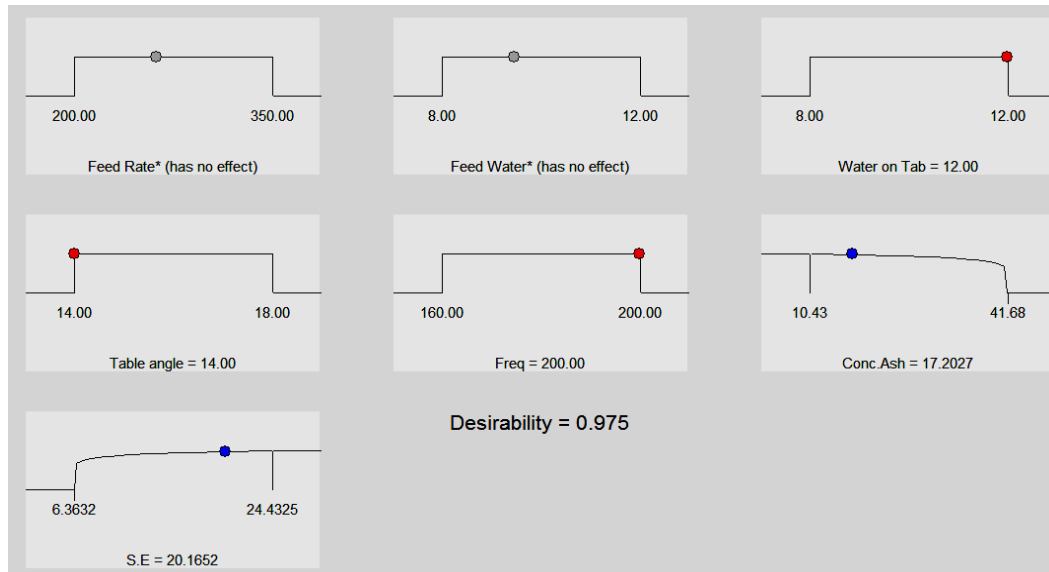 200.00 350.00
Feed Rate* (has no effect)
8.00 12.00
Feed Water* (has no effect)
8.00 12.00
Water on Tab = 12.00
14.00 18.00
Table angle = 14.00
160.00 200.00
Freq = 200.00
10.43 41.68
Conc.Ash = 17.2027
6.3632 24.4325
S.E = 20.1652
Desirability = 0.975